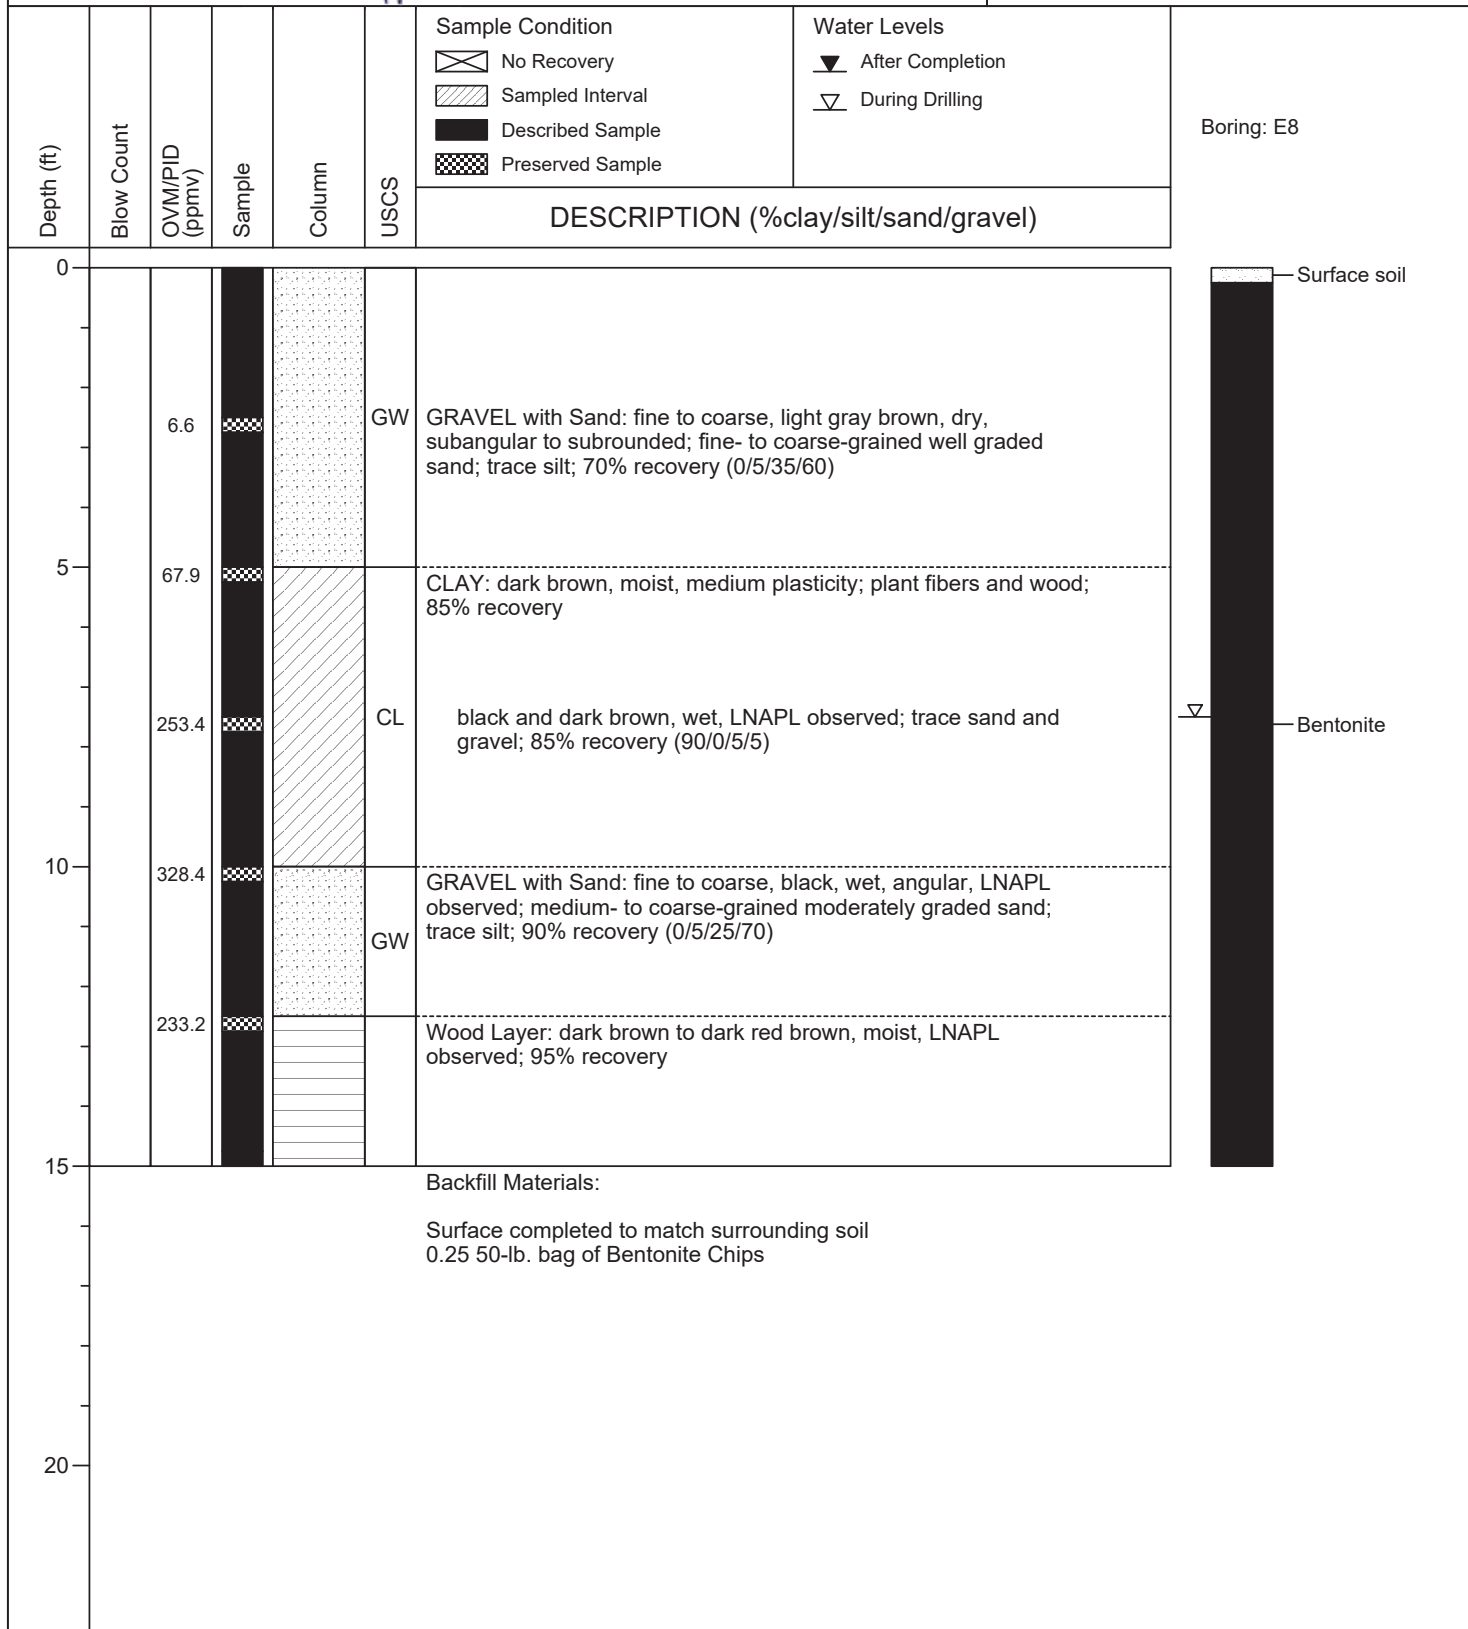 Sample Condition
No Recovery
Sampled Interval
Described Sample
Preserved Sample
Water Levels
After Completion
During Drilling
Boring: E8
Depth (ft)
Blow Count
OVM/PID
(ppmv)
Sample
Column
USCS
DESCRIPTION (%clay/silt/sand/gravel)
0
Surface soil
6.6
GW
GRAVEL with Sand: fine to coarse, light gray brown, dry,
subangular to subrounded; fine- to coarse-grained well graded
sand; trace silt; 70% recovery (0/5/35/60)
5
67.9
CLAY: dark brown, moist, medium plasticity; plant fibers and wood;
85% recovery
253.4
CL
black and dark brown, wet, LNAPL observed; trace sand and
gravel; 85% recovery (90/0/5/5)
Bentonite
10
328.4
GRAVEL with Sand: fine to coarse, black, wet, angular, LNAPL
observed; medium- to coarse-grained moderately graded sand;
trace silt; 90% recovery (0/5/25/70)
GW
233.2
Wood Layer: dark brown to dark red brown, moist, LNAPL
observed; 95% recovery
15
Backfill Materials:
Surface completed to match surrounding soil
0.25 50-lb. bag of Bentonite Chips
20